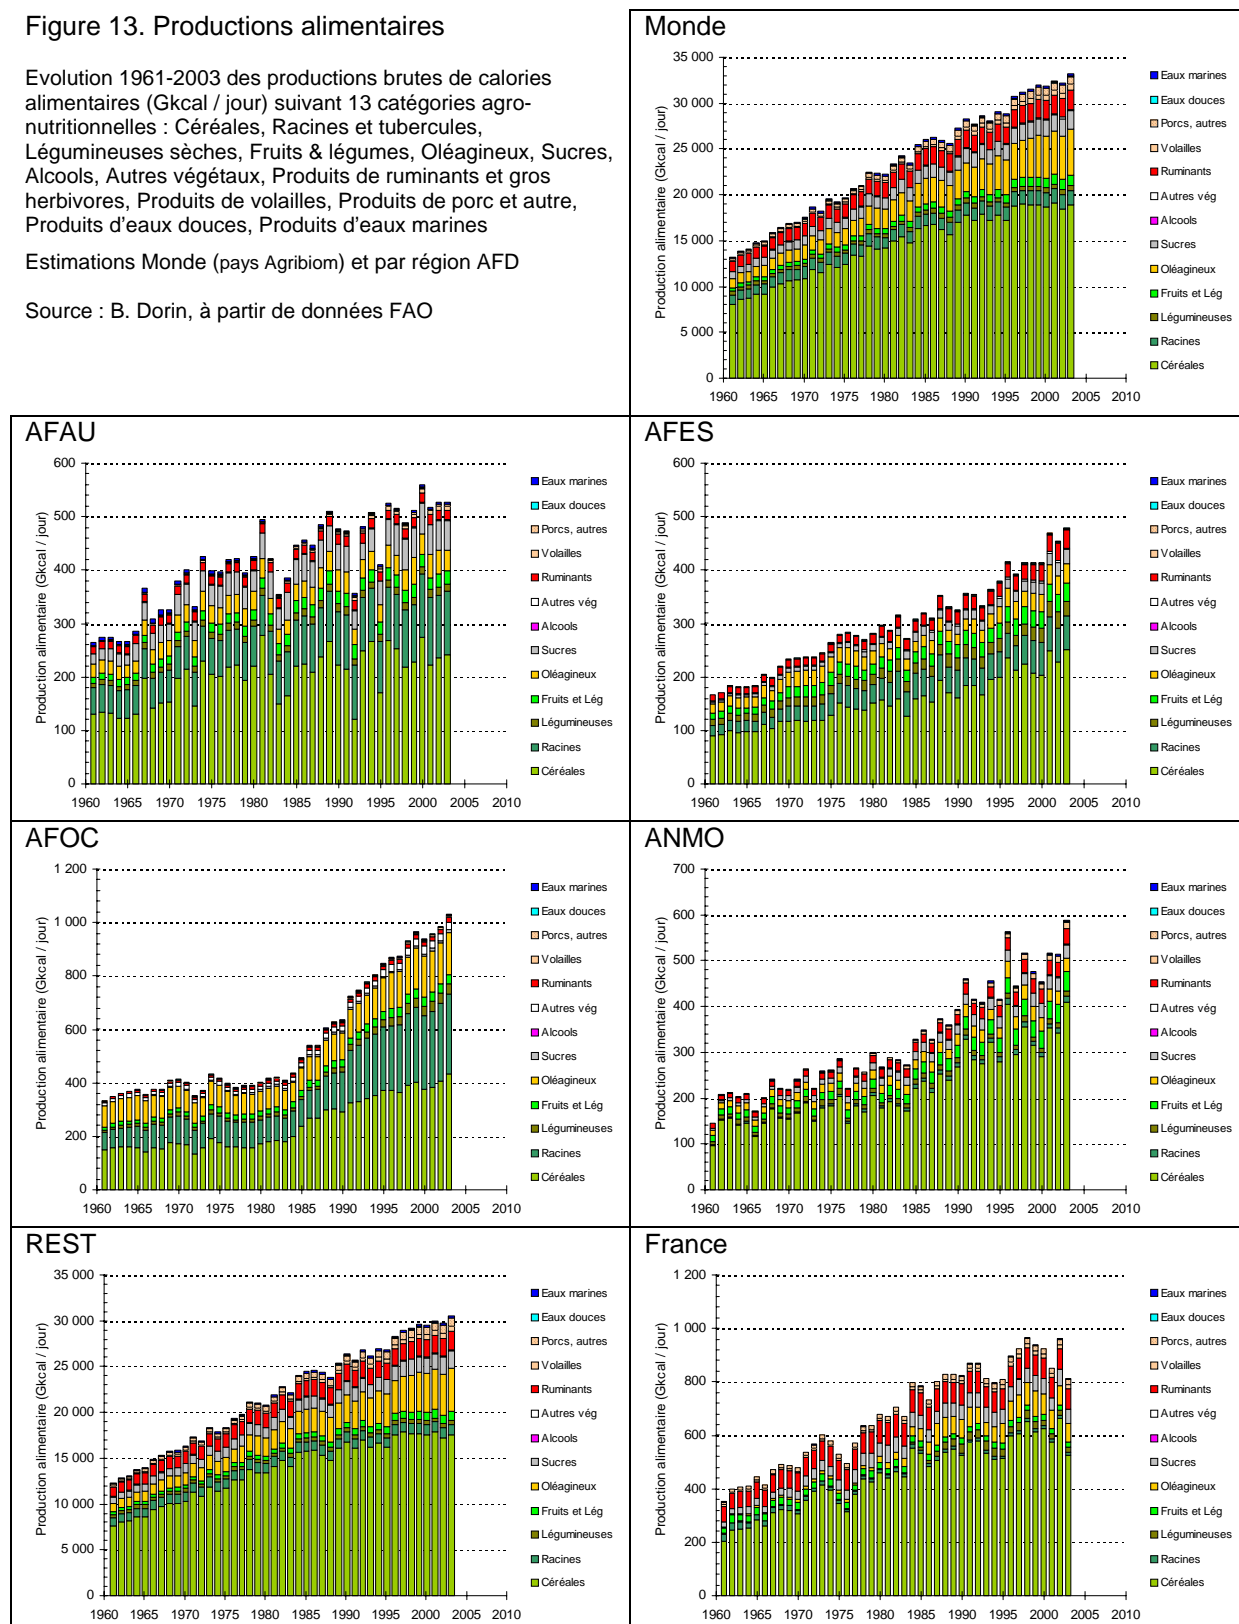 Figure 13. Productions alimentaires
Evolution 1961-2003 des productions brutes de calories
alimentaires (Gkcal / jour) suivant 13 catégories agro-
nutritionnelles : Céréales, Racines et tubercules,
Légumineuses sèches, Fruits & légumes, Oléagineux, Sucres,
Alcools, Autres végétaux, Produits de ruminants et gros
herbivores, Produits de volailles, Produits de porc et autre,
Produits d'eaux douces, Produits d'eaux marines
Estimations Monde (pays Agribiom) et par région AFD
Source : B. Dorin, à partir de données FAO
Monde
Production alimentaire (Gkcal / jour)
35 000
30 000
25 000
20 000
15 000
10 000
5 000
0
1960 1965 1970 1975 1980 1985 1990 1995 2000 2005 2010
Eaux marines
Eaux douces
Porcs, autres
Volailles
Ruminants
Autres vég
Alcools
Sucres
Oléagineux
Fruits et Lég
Légumineuses
Racines
Céréales
AFAU
Production alimentaire (Gkcal / jour)
600
500
400
300
200
100
0
1960 1965 1970 1975 1980 1985 1990 1995 2000 2005 2010
Eaux marines
Eaux douces
Porcs, autres
Volailles
Ruminants
Autres vég
Alcools
Sucres
Oléagineux
Fruits et Lég
Légumineuses
Racines
Céréales
AFES
Production alimentaire (Gkcal / jour)
600
500
400
300
200
100
0
1960 1965 1970 1975 1980 1985 1990 1995 2000 2005 2010
Eaux marines
Eaux douces
Porcs, autres
Volailles
Ruminants
Autres vég
Alcools
Sucres
Oléagineux
Fruits et Lég
Légumineuses
Racines
Céréales
AFOC
Production alimentaire (Gkcal / jour)
1 200
1 000
800
600
400
200
0
1960 1965 1970 1975 1980 1985 1990 1995 2000 2005 2010
Eaux marines
Eaux douces
Porcs, autres
Volailles
Ruminants
Autres vég
Alcools
Sucres
Oléagineux
Fruits et Lég
Légumineuses
Racines
Céréales
ANMO
Production alimentaire (Gkcal / jour)
700
600
500
400
300
200
100
0
1960 1965 1970 1975 1980 1985 1990 1995 2000 2005 2010
Eaux marines
Eaux douces
Porcs, autres
Volailles
Ruminants
Autres vég
Alcools
Sucres
Oléagineux
Fruits et Lég
Légumineuses
Racines
Céréales
REST
Production alimentaire (Gkcal / jour)
35 000
30 000
25 000
20 000
15 000
10 000
5 000
0
1960 1965 1970 1975 1980 1985 1990 1995 2000 2005 2010
Eaux marines
Eaux douces
Porcs, autres
Volailles
Ruminants
Autres vég
Alcools
Sucres
Oléagineux
Fruits et Lég
Légumineuses
Racines
Céréales
France
Production alimentaire (Gkcal / jour)
1 200
1 000
800
600
400
200
0
1960 1965 1970 1975 1980 1985 1990 1995 2000 2005 2010
Eaux marines
Eaux douces
Porcs, autres
Volailles
Ruminants
Autres vég
Alcools
Sucres
Oléagineux
Fruits et Lég
Légumineuses
Racines
Céréales